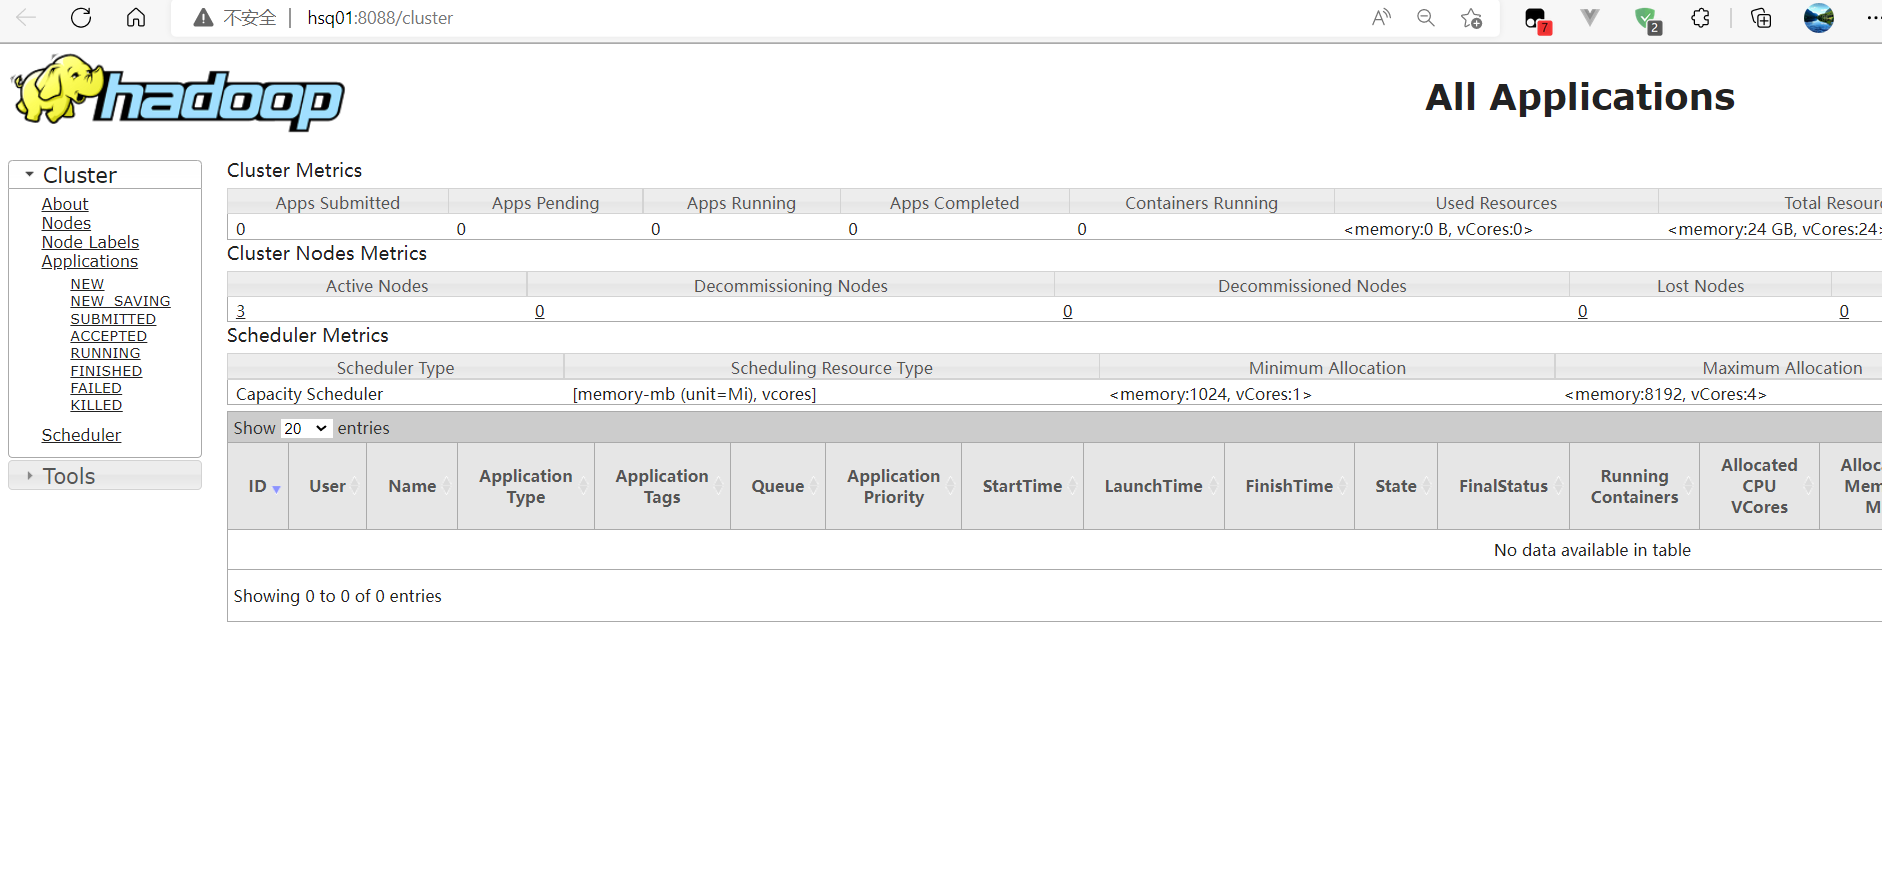 不安全 hsq01:8088/cluster
7
2
hadoop
All Applications
Cluster
About
Nodes
Node Labels
Applications
NEW
NEW_SAVING
SUBMITTED
ACCEPTED
RUNNING
FINISHED
FAILED
KILLED
Scheduler
Tools
Cluster Metrics
Apps Submitted Apps Pending Apps Running Apps Completed Containers Running Used Resources Total Resour
0 0 0 0 0 <memory:0 B, vCores:0> <memory:24 GB, vCores:24>
Cluster Nodes Metrics
Active Nodes Decommissioning Nodes Decommissioned Nodes Lost Nodes
3 0 0 0 0
Scheduler Metrics
Scheduler Type Scheduling Resource Type Minimum Allocation Maximum Allocation
Capacity Scheduler [memory-mb (unit=Mi), vcores] <memory:1024, vCores:1> <memory:8192, vCores:4>
Show 20 entries
ID User Name Application Type Application Tags Queue Application Priority StartTime LaunchTime FinishTime State FinalStatus Running Containers Allocated CPU VCores Alloc Mem M
No data available in table
Showing 0 to 0 of 0 entries